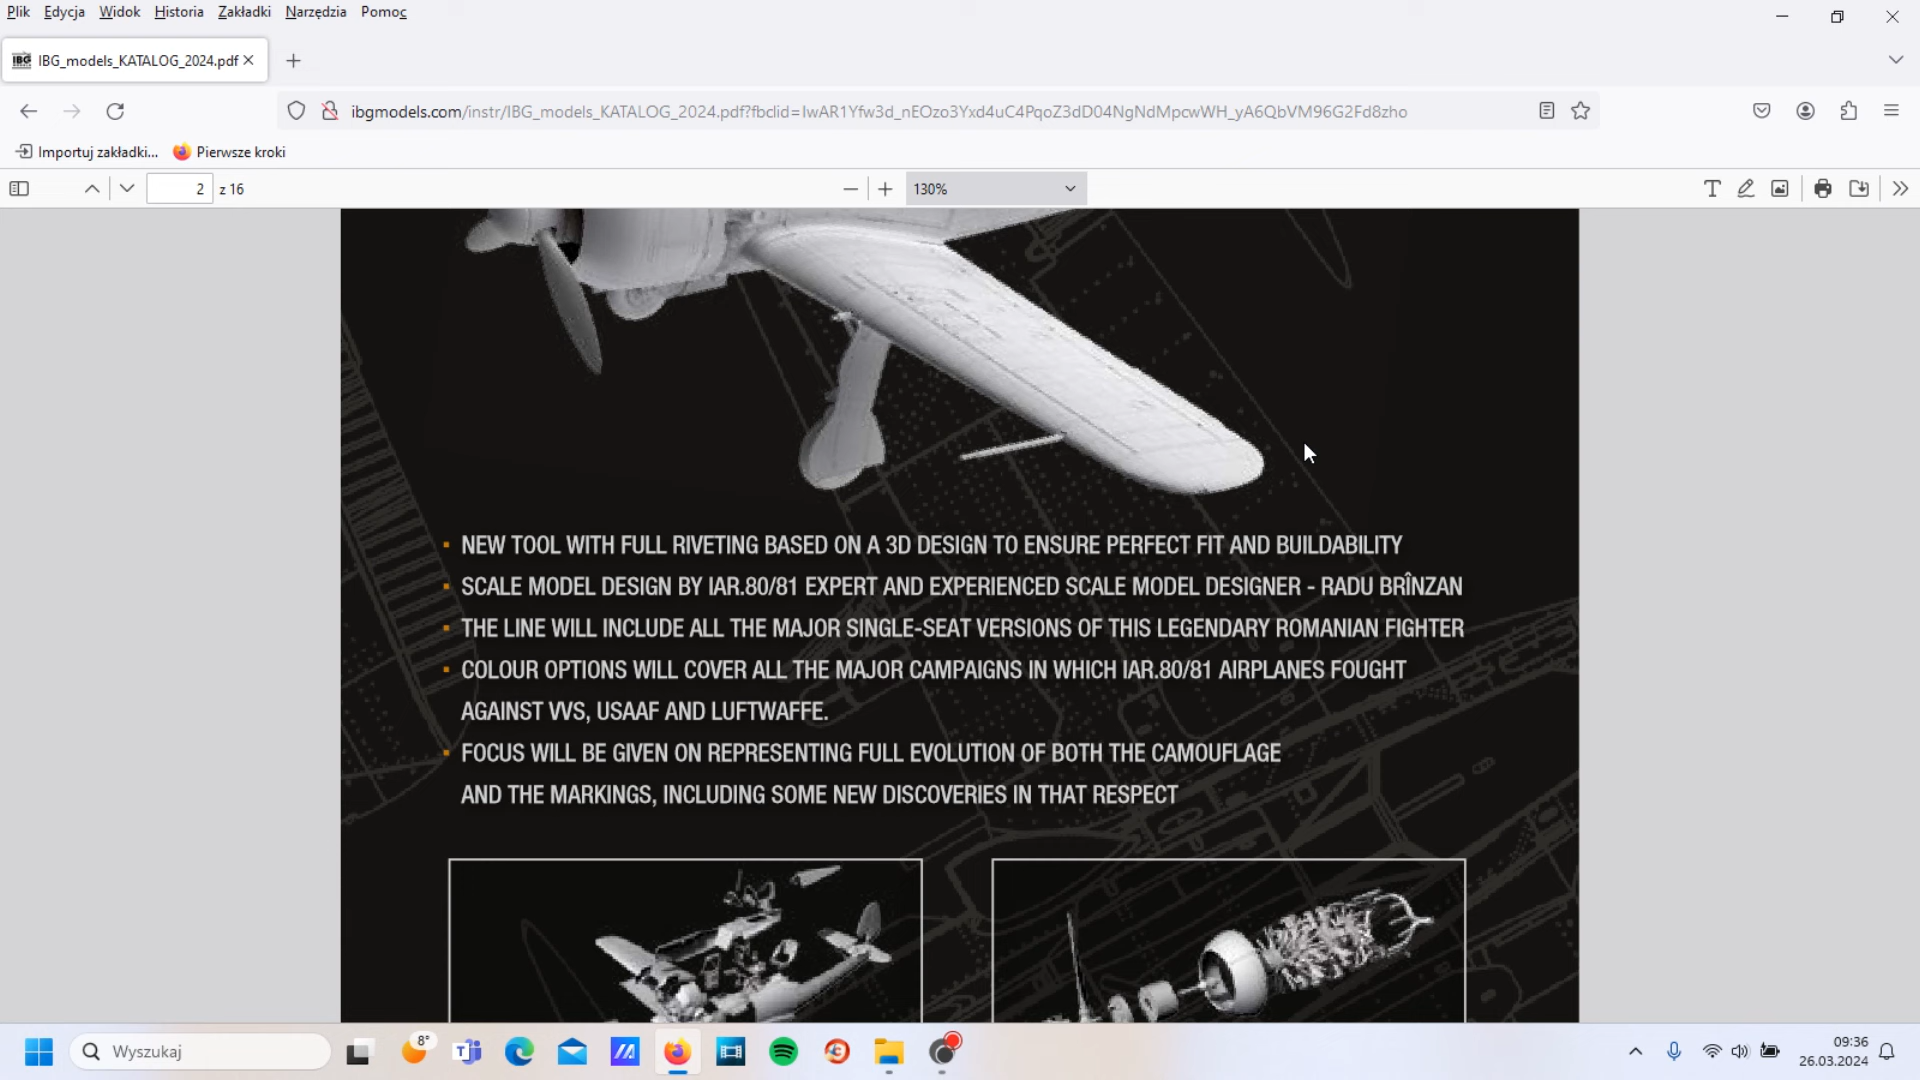 Plik Edycja Widok Historia Zakładki Narzędzia Pomoc
IBG IBG_models_KATALOG_2024.pdf
ibgmodels.com/instr/IBG_models_KATALOG_2024.pdf?fbclid=IwAR1Yfw3d_nEOzo3Yxd4uC4PqoZ3dD04NgNdMpcwWH_yA6QbVM96G2Fd8zho
Importuj zakładki... Pierwsze kroki
2 z 16 130%
NEW TOOL WITH FULL RIVETING BASED ON A 3D DESIGN TO ENSURE PERFECT FIT AND BUILDABILITY
SCALE MODEL DESIGN BY IAR.80/81 EXPERT AND EXPERIENCED SCALE MODEL DESIGNER - RADU BRÎNZAN
THE LINE WILL INCLUDE ALL THE MAJOR SINGLE-SEAT VERSIONS OF THIS LEGENDARY ROMANIAN FIGHTER
COLOUR OPTIONS WILL COVER ALL THE MAJOR CAMPAIGNS IN WHICH IAR.80/81 AIRPLANES FOUGHT
AGAINST VVS, USAAF AND LUFTWAFFE.
FOCUS WILL BE GIVEN ON REPRESENTING FULL EVOLUTION OF BOTH THE CAMOUFLAGE
AND THE MARKINGS, INCLUDING SOME NEW DISCOVERIES IN THAT RESPECT
Wyszukaj 8° 09:36
26.03.2024